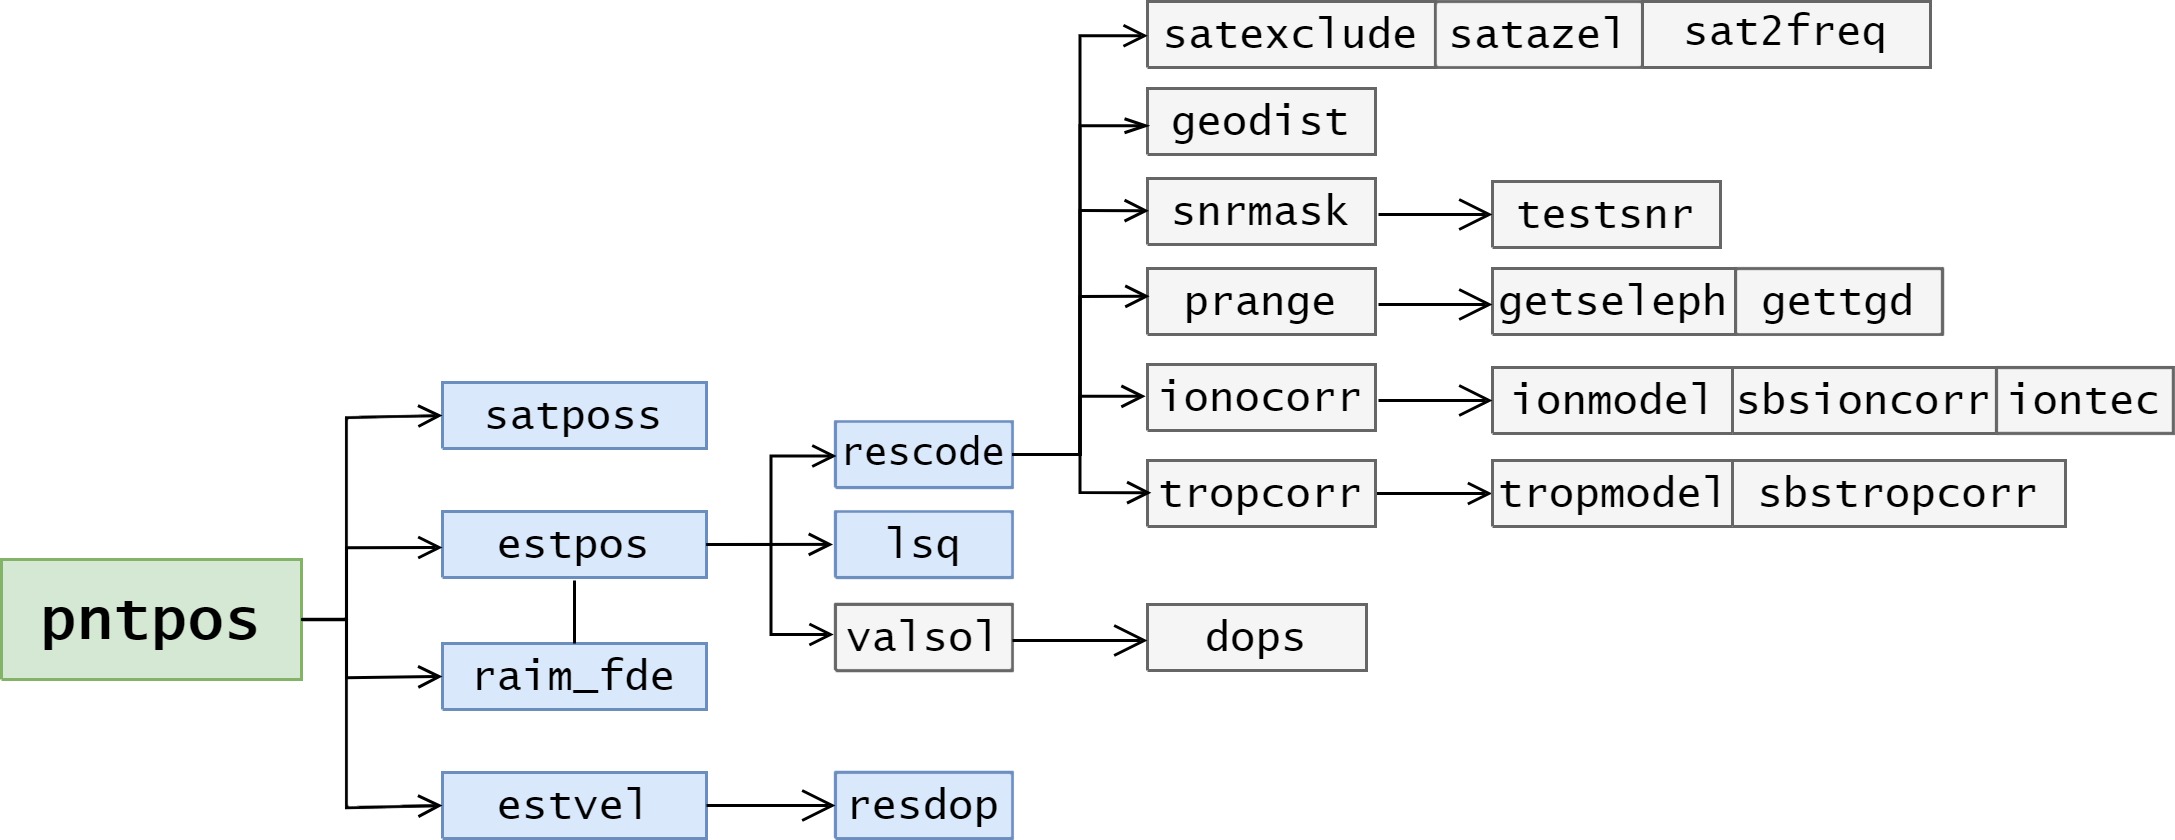 satexclude satazel sat2freq
geodist
snrmask testsnr
prange getseleph gettgd
ionocorr ionmodel sbsioncorr iontec
satposs
rescode
tropcorr tropmodel sbstropcorr
estpos lsq
pntpos
valsol dops
raim_fde
estvel resdop